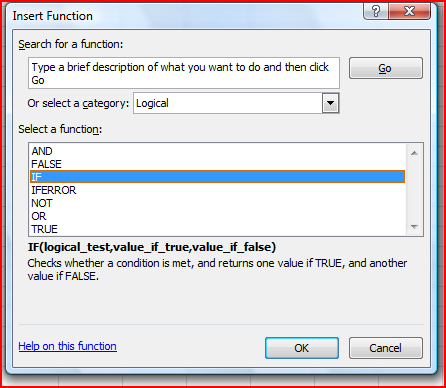 Insert Function
Search for a function:
Type a brief description of what you want to do and then click
Go
Go
Or select a category:
Logical
Select a function:
AND
FALSE
IF
IFERROR
NOT
OR
TRUE
IF(logical_test,value_if_true,value_if_false)
Checks whether a condition is met, and returns one value if TRUE, and another
value if FALSE.
Help on this function
OK
Cancel